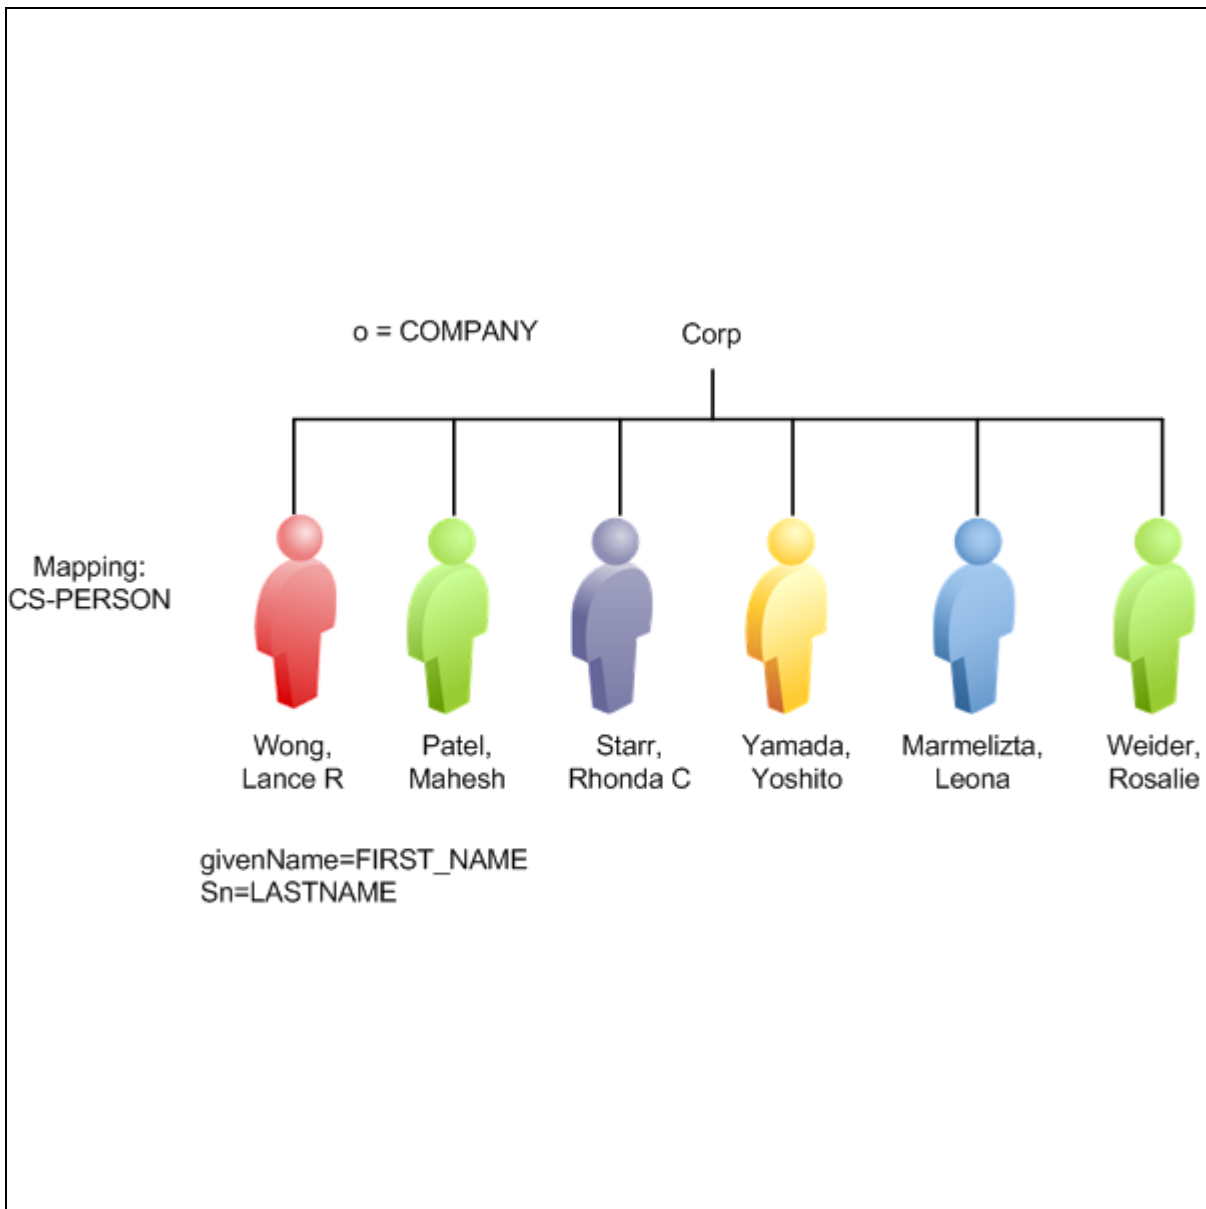 o = COMPANY
Corp
Mapping:
CS-PERSON
Wong,
Lance R
Patel,
Mahesh
Starr,
Rhonda C
Yamada,
Yoshito
Marmelizta,
Leona
Weider,
Rosalie
givenName=FIRST_NAME
Sn=LASTNAME